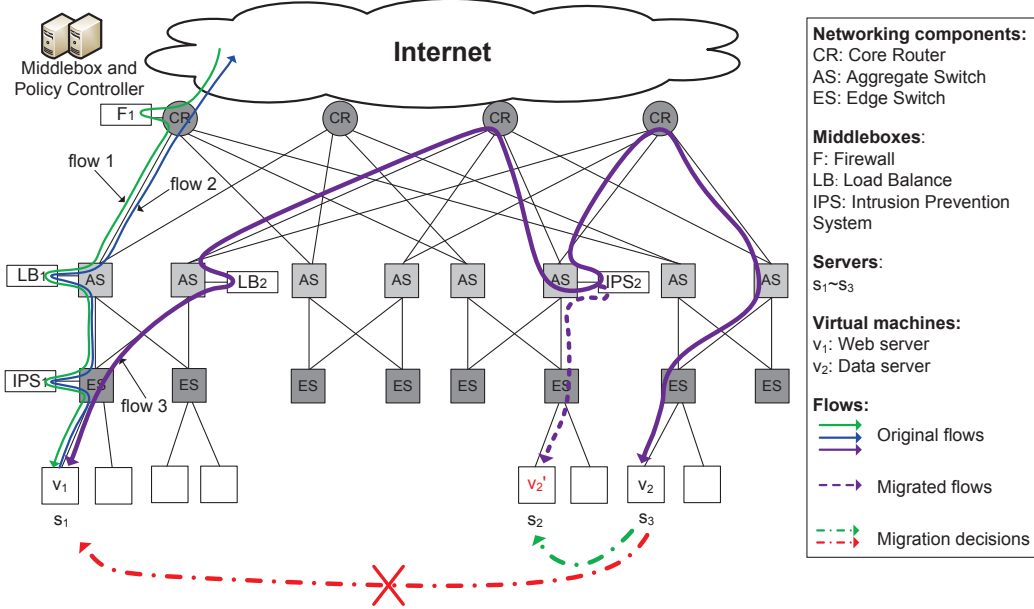 Internet
Middlebox and
Policy Controller
F1
CR
CR
CR
CR
flow 1
flow 2
LB1
AS
AS
LB2
AS
AS
AS
AS
IPS2
AS
AS
IPS1
ES
ES
ES
ES
ES
ES
ES
ES
flow 3
v1
v2'
v2
s1
s2
s3
Networking components:
CR: Core Router
AS: Aggregate Switch
ES: Edge Switch
Middleboxes:
F: Firewall
LB: Load Balance
IPS: Intrusion Prevention
System
Servers:
s1~s3
Virtual machines:
v1: Web server
v2: Data server
Flows:
Original flows
Migrated flows
Migration decisions